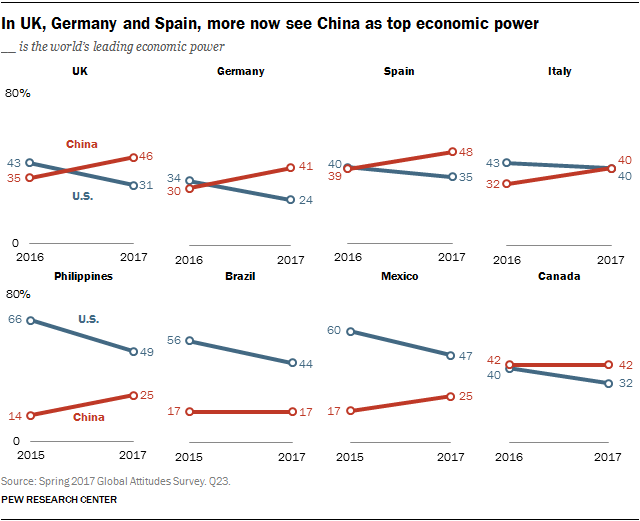 In UK, Germany and Spain, more now see China as top economic power
__ is the world's leading economic power
UK Germany Spain Italy
80%
China
U.S.
43 35 46 31
34 30 41 24
40 39 48 35
43 32 40 40
0
2016 2017 2016 2017 2016 2017 2016 2017
Philippines Brazil Mexico Canada
80%
U.S.
China
66 14 49 25
56 17 44 17
60 17 47 25
42 40 42 32
0
2015 2017 2015 2017 2015 2017 2016 2017
Source: Spring 2017 Global Attitudes Survey. Q23.
PEW RESEARCH CENTER